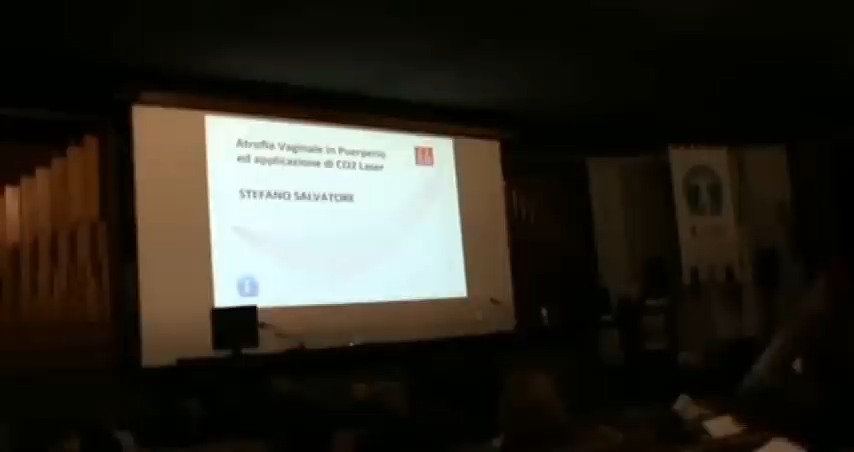 Atrofia Vaginale in Puerperio
ed applicazione di CO2 Laser
STEFANO SALVATORE